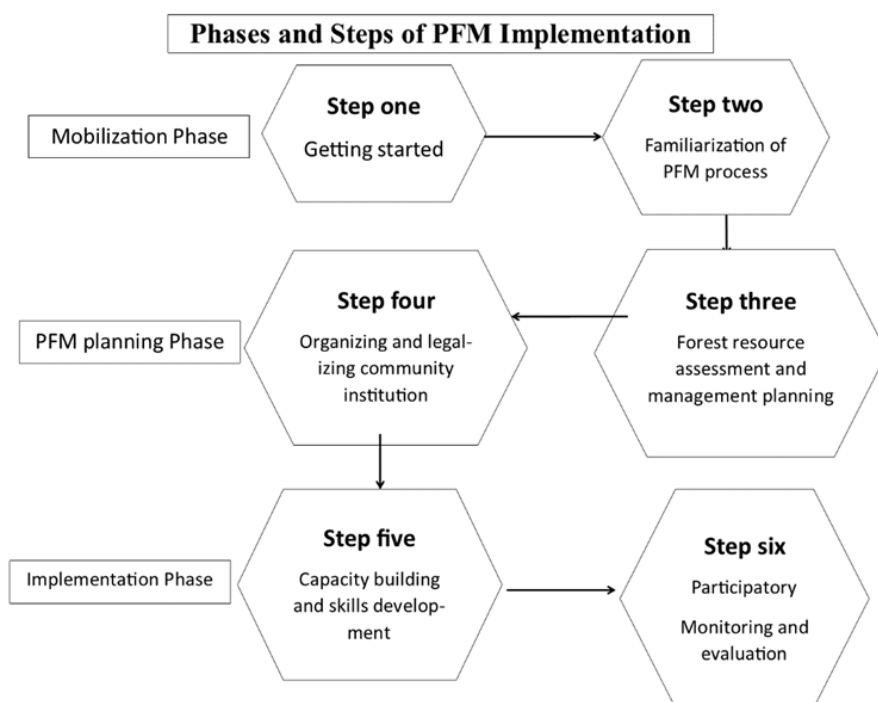 Phases and Steps of PFM Implementation
Mobilization Phase
Step one
Getting started
Step two
Familiarization of
PFM process
PFM planning Phase
Step four
Organizing and legal-
izing community
institution
Step three
Forest resource
assessment and
management planning
Implementation Phase
Step five
Capacity building
and skills develop-
ment
Step six
Participatory
Monitoring and
evaluation